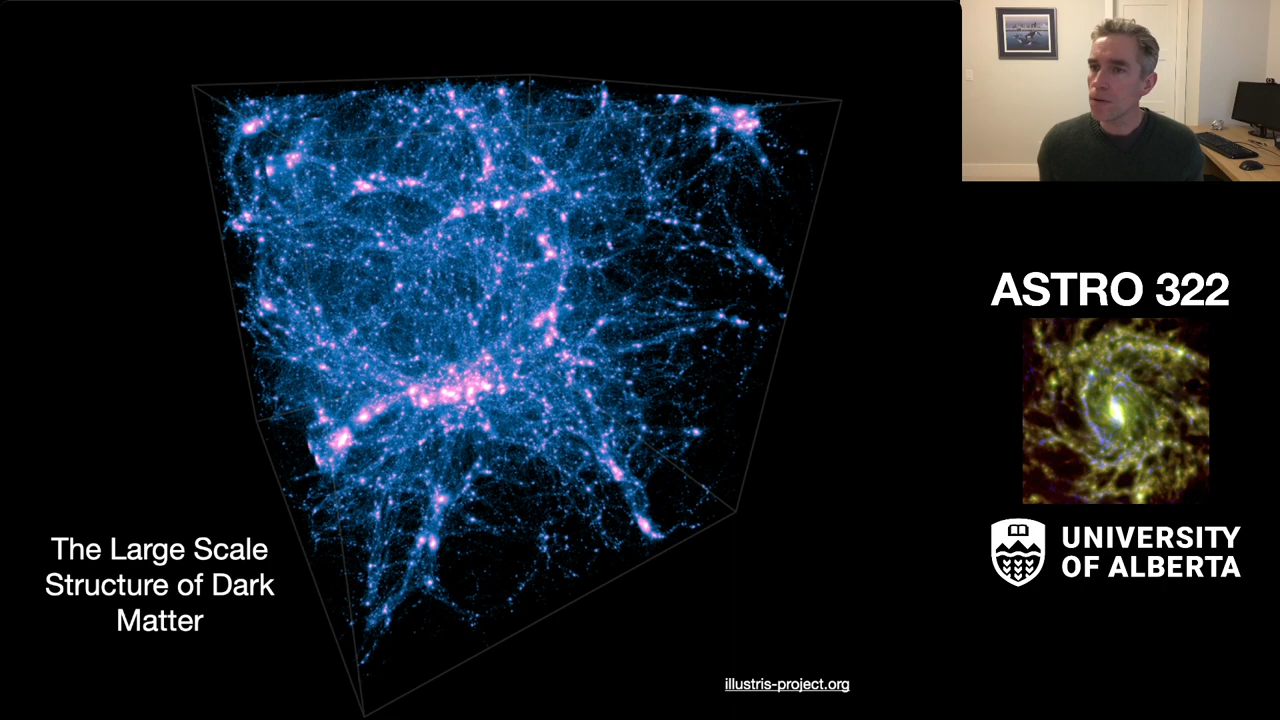 The Large Scale
Structure of Dark
Matter
illustris-project.org
ASTRO 322
UNIVERSITY
OF ALBERTA